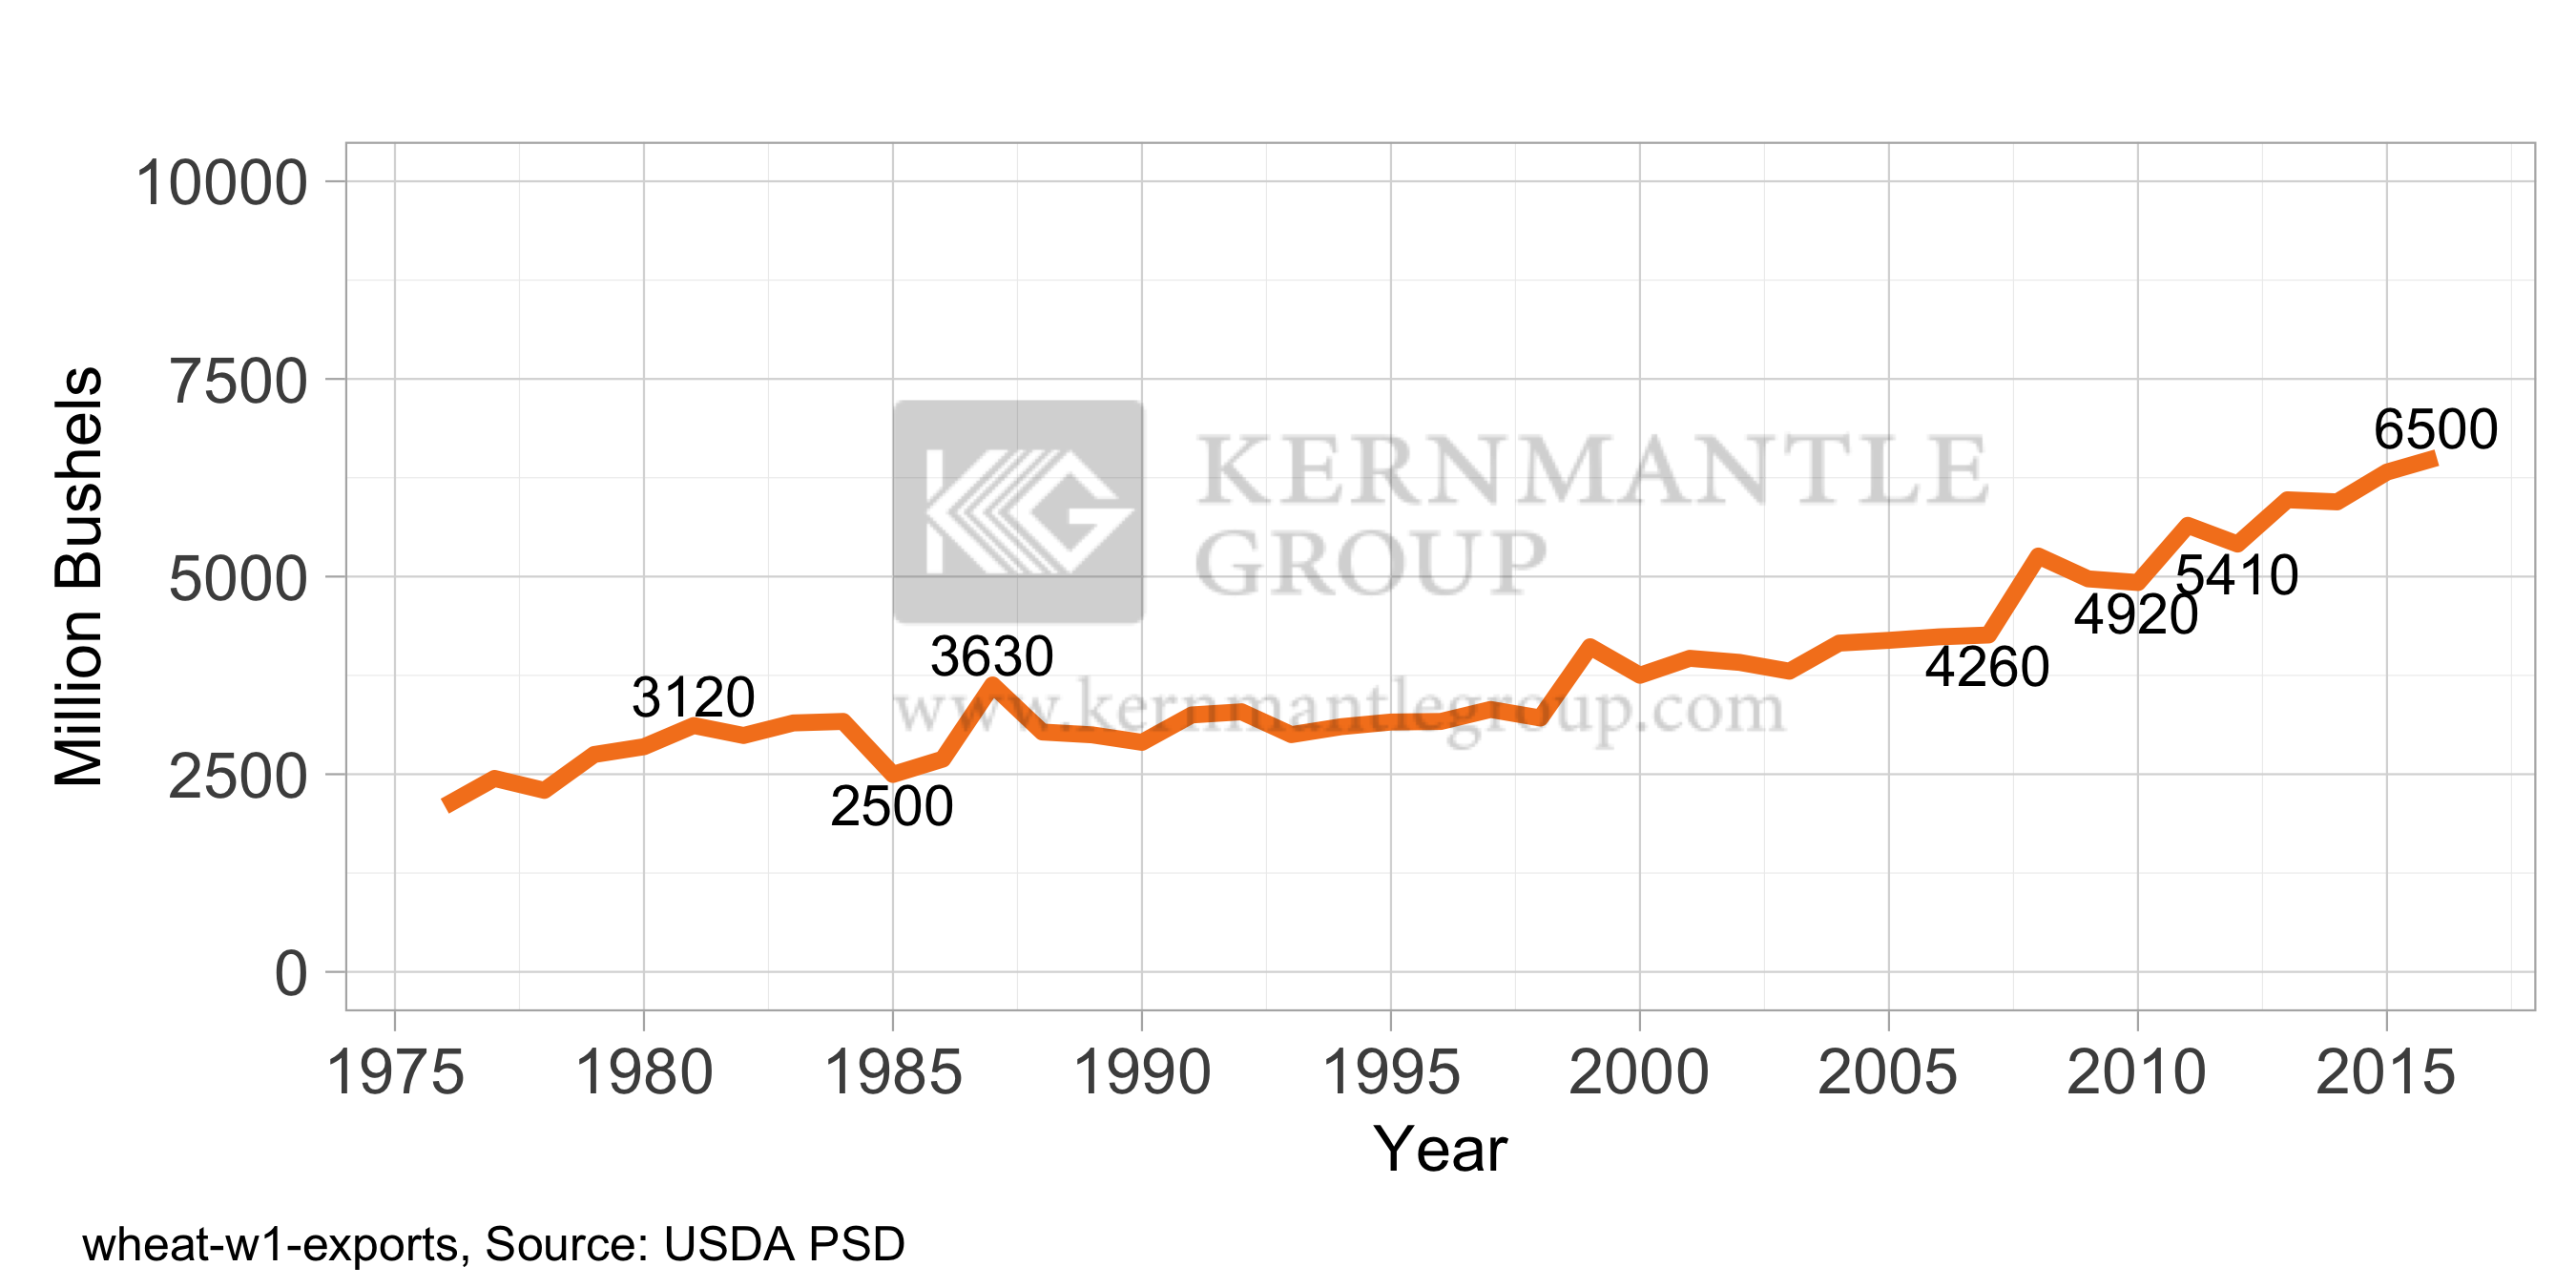 10000
7500
5000
2500
0
Million Bushels
KG
KERNMANTLE
GROUP
www.kernmantlegroup.com
3120
2500
3630
4260
4920
5410
6500
1975 1980 1985 1990 1995 2000 2005 2010 2015
Year
wheat-w1-exports, Source: USDA PSD